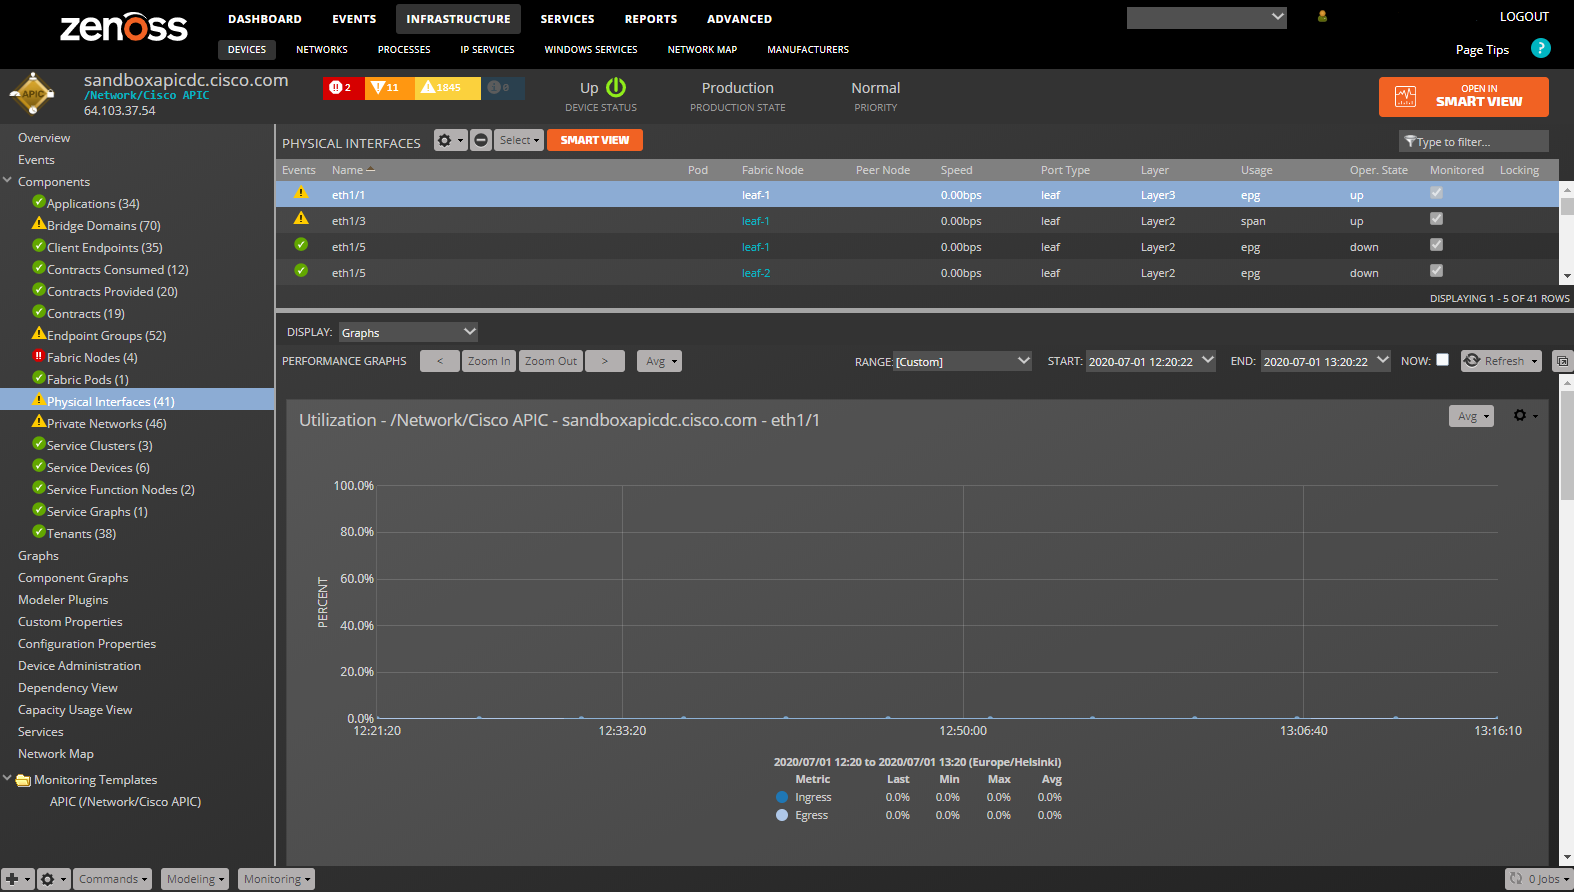 zenoss
DASHBOARD EVENTS INFRASTRUCTURE SERVICES REPORTS ADVANCED
LOGOUT
DEVICES NETWORKS PROCESSES IP SERVICES WINDOWS SERVICES NETWORK MAP MANUFACTURERS
Page Tips ?
APIC
sandboxapicdc.cisco.com
/Network/Cisco APIC
64.103.37.54
2 11 1845 0
Up
DEVICE STATUS
Production
PRODUCTION STATE
Normal
PRIORITY
OPEN IN
SMART VIEW
Overview
Events
Components
Applications (34)
Bridge Domains (70)
Client Endpoints (35)
Contracts Consumed (12)
Contracts Provided (20)
Contracts (19)
Endpoint Groups (52)
Fabric Nodes (4)
Fabric Pods (1)
Physical Interfaces (41)
Private Networks (46)
Service Clusters (3)
Service Devices (6)
Service Function Nodes (2)
Service Graphs (1)
Tenants (38)
Graphs
Component Graphs
Modeler Plugins
Custom Properties
Configuration Properties
Device Administration
Dependency View
Capacity Usage View
Services
Network Map
Monitoring Templates
APIC (/Network/Cisco APIC)
PHYSICAL INTERFACES Select SMART VIEW Type to filter...
Events Name Pod Fabric Node Peer Node Speed Port Type Layer Usage Oper. State Monitored Locking
eth1/1 leaf-1 0.00bps leaf Layer3 epg up
eth1/3 leaf-1 0.00bps leaf Layer2 span up
eth1/5 leaf-1 0.00bps leaf Layer2 epg down
eth1/5 leaf-2 0.00bps leaf Layer2 epg down
DISPLAYING 1 - 5 OF 41 ROWS
DISPLAY: Graphs
PERFORMANCE GRAPHS < Zoom In Zoom Out > Avg RANGE: [Custom] START: 2020-07-01 12:20:22 END: 2020-07-01 13:20:22 NOW: Refresh
Utilization - /Network/Cisco APIC - sandboxapicdc.cisco.com - eth1/1
Avg
PERCENT
100.0%
80.0%
60.0%
40.0%
20.0%
0.0%
12:21:20 12:33:20 12:50:00 13:06:40 13:16:10
2020/07/01 12:20 to 2020/07/01 13:20 (Europe/Helsinki)
Metric Last Min Max Avg
Ingress 0.0% 0.0% 0.0% 0.0%
Egress 0.0% 0.0% 0.0% 0.0%
Commands Modeling Monitoring 0 Jobs